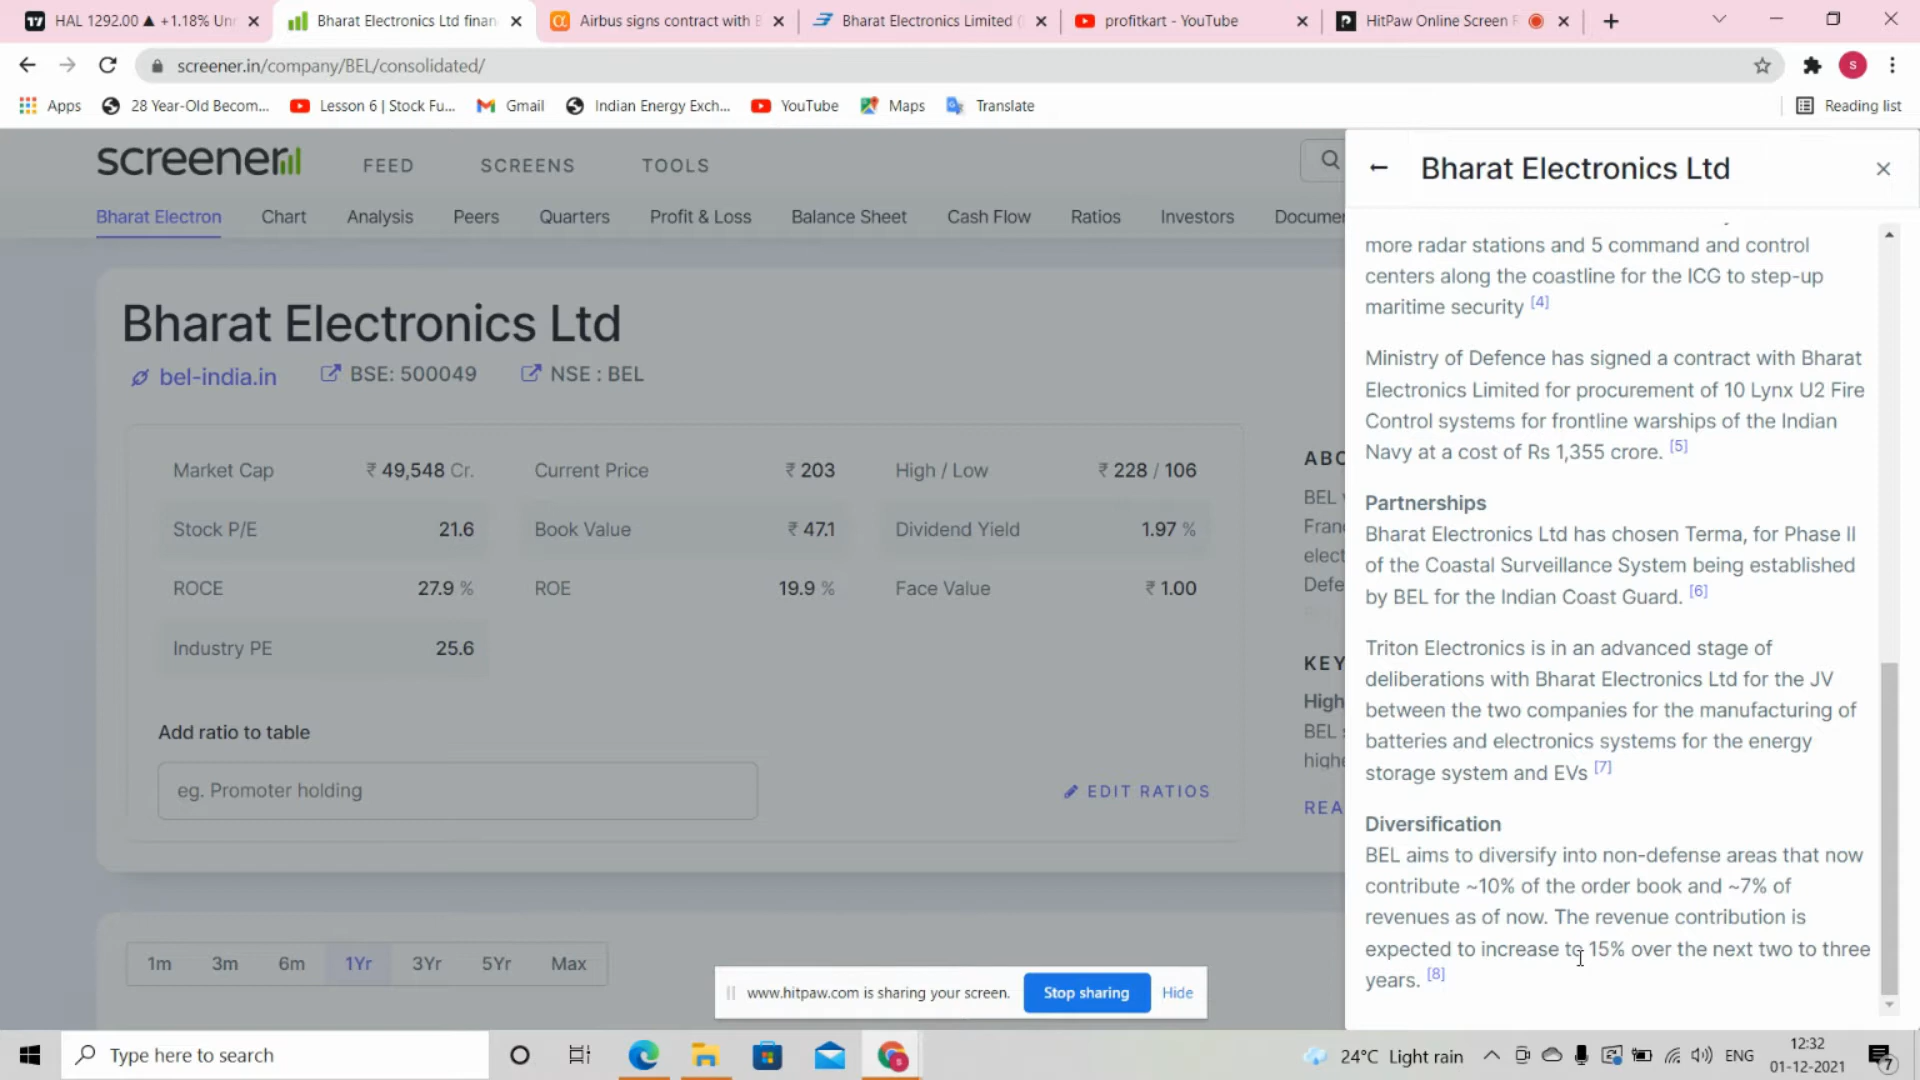 HAL 1292.00 ▲ +1.18% Unr
Bharat Electronics Ltd finan
Airbus signs contract with B
Bharat Electronics Limited (
profitkart - YouTube
HitPaw Online Screen R
screener.in/company/BEL/consolidated/
S
Apps
28 Year-Old Becom...
Lesson 6 | Stock Fu...
Gmail
Indian Energy Exch...
YouTube
Maps
Translate
Reading list
screener
FEED
SCREENS
TOOLS
Bharat Electron
Chart
Analysis
Peers
Quarters
Profit & Loss
Balance Sheet
Cash Flow
Ratios
Investors
Documen
Bharat Electronics Ltd
bel-india.in
BSE: 500049
NSE : BEL
Market Cap ₹ 49,548 Cr.
Current Price ₹ 203
High / Low ₹ 228 / 106
Stock P/E 21.6
Book Value ₹ 47.1
Dividend Yield 1.97 %
ROCE 27.9 %
ROE 19.9 %
Face Value ₹ 1.00
Industry PE 25.6
Add ratio to table
eg. Promoter holding
EDIT RATIOS
ABO
BEL
Fran
elect
Defe
KEY
High
BEL
highe
REA
1m
3m
6m
1Yr
3Yr
5Yr
Max
Bharat Electronics Ltd
more radar stations and 5 command and control
centers along the coastline for the ICG to step-up
maritime security [4]
Ministry of Defence has signed a contract with Bharat
Electronics Limited for procurement of 10 Lynx U2 Fire
Control systems for frontline warships of the Indian
Navy at a cost of Rs 1,355 crore. [5]
Partnerships
Bharat Electronics Ltd has chosen Terma, for Phase II
of the Coastal Surveillance System being established
by BEL for the Indian Coast Guard. [6]
Triton Electronics is in an advanced stage of
deliberations with Bharat Electronics Ltd for the JV
between the two companies for the manufacturing of
batteries and electronics systems for the energy
storage system and EVs [7]
Diversification
BEL aims to diversify into non-defense areas that now
contribute ~10% of the order book and ~7% of
revenues as of now. The revenue contribution is
expected to increase to 15% over the next two to three
years. [8]
www.hitpaw.com is sharing your screen.
Stop sharing
Hide
Type here to search
24°C Light rain
ENG
12:32
01-12-2021
7